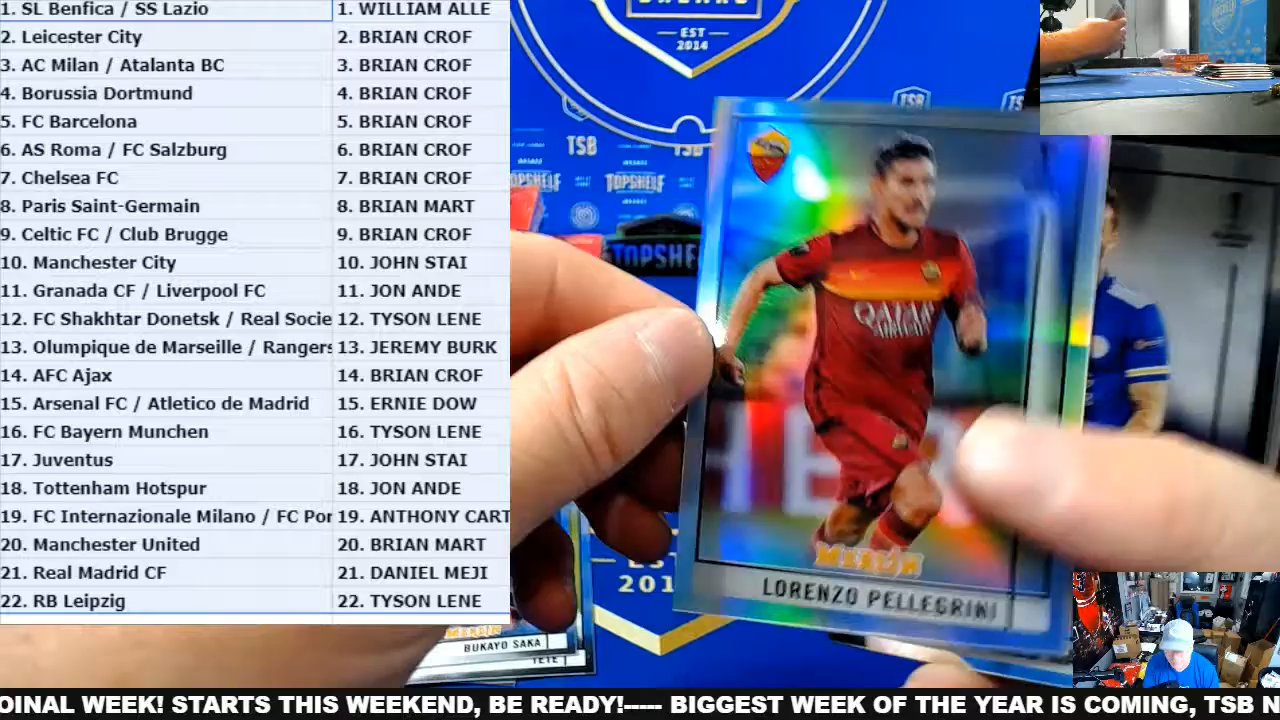 1. SL Benfica / SS Lazio 1. WILLIAM ALLE
2. Leicester City 2. BRIAN CROF
3. AC Milan / Atalanta BC 3. BRIAN CROF
4. Borussia Dortmund 4. BRIAN CROF
5. FC Barcelona 5. BRIAN CROF
6. AS Roma / FC Salzburg 6. BRIAN CROF
7. Chelsea FC 7. BRIAN CROF
8. Paris Saint-Germain 8. BRIAN MART
9. Celtic FC / Club Brugge 9. BRIAN CROF
10. Manchester City 10. JOHN STAI
11. Granada CF / Liverpool FC 11. JON ANDE
12. FC Shakhtar Donetsk / Real Socie 12. TYSON LENE
13. Olumpique de Marseille / Rangers 13. JEREMY BURK
14. AFC Ajax 14. BRIAN CROF
15. Arsenal FC / Atletico de Madrid 15. ERNIE DOW
16. FC Bayern Munchen 16. TYSON LENE
17. Juventus 17. JOHN STAI
18. Tottenham Hotspur 18. JON ANDE
19. FC Internazionale Milano / FC Por 19. ANTHONY CART
20. Manchester United 20. BRIAN MART
21. Real Madrid CF 21. DANIEL MEJI
22. RB Leipzig 22. TYSON LENE
EST
2014
TSB
TSB
TOPSHELF
TOPSHELF
TOPSHELF
QATAR
AIRWAYS
MERLIN
LORENZO PELLEGRINI
201
MERLIN
BUKAYO SAKA
TETE
OINAL WEEK! STARTS THIS WEEKEND, BE READY!----- BIGGEST WEEK OF THE YEAR IS COMING, TSB N